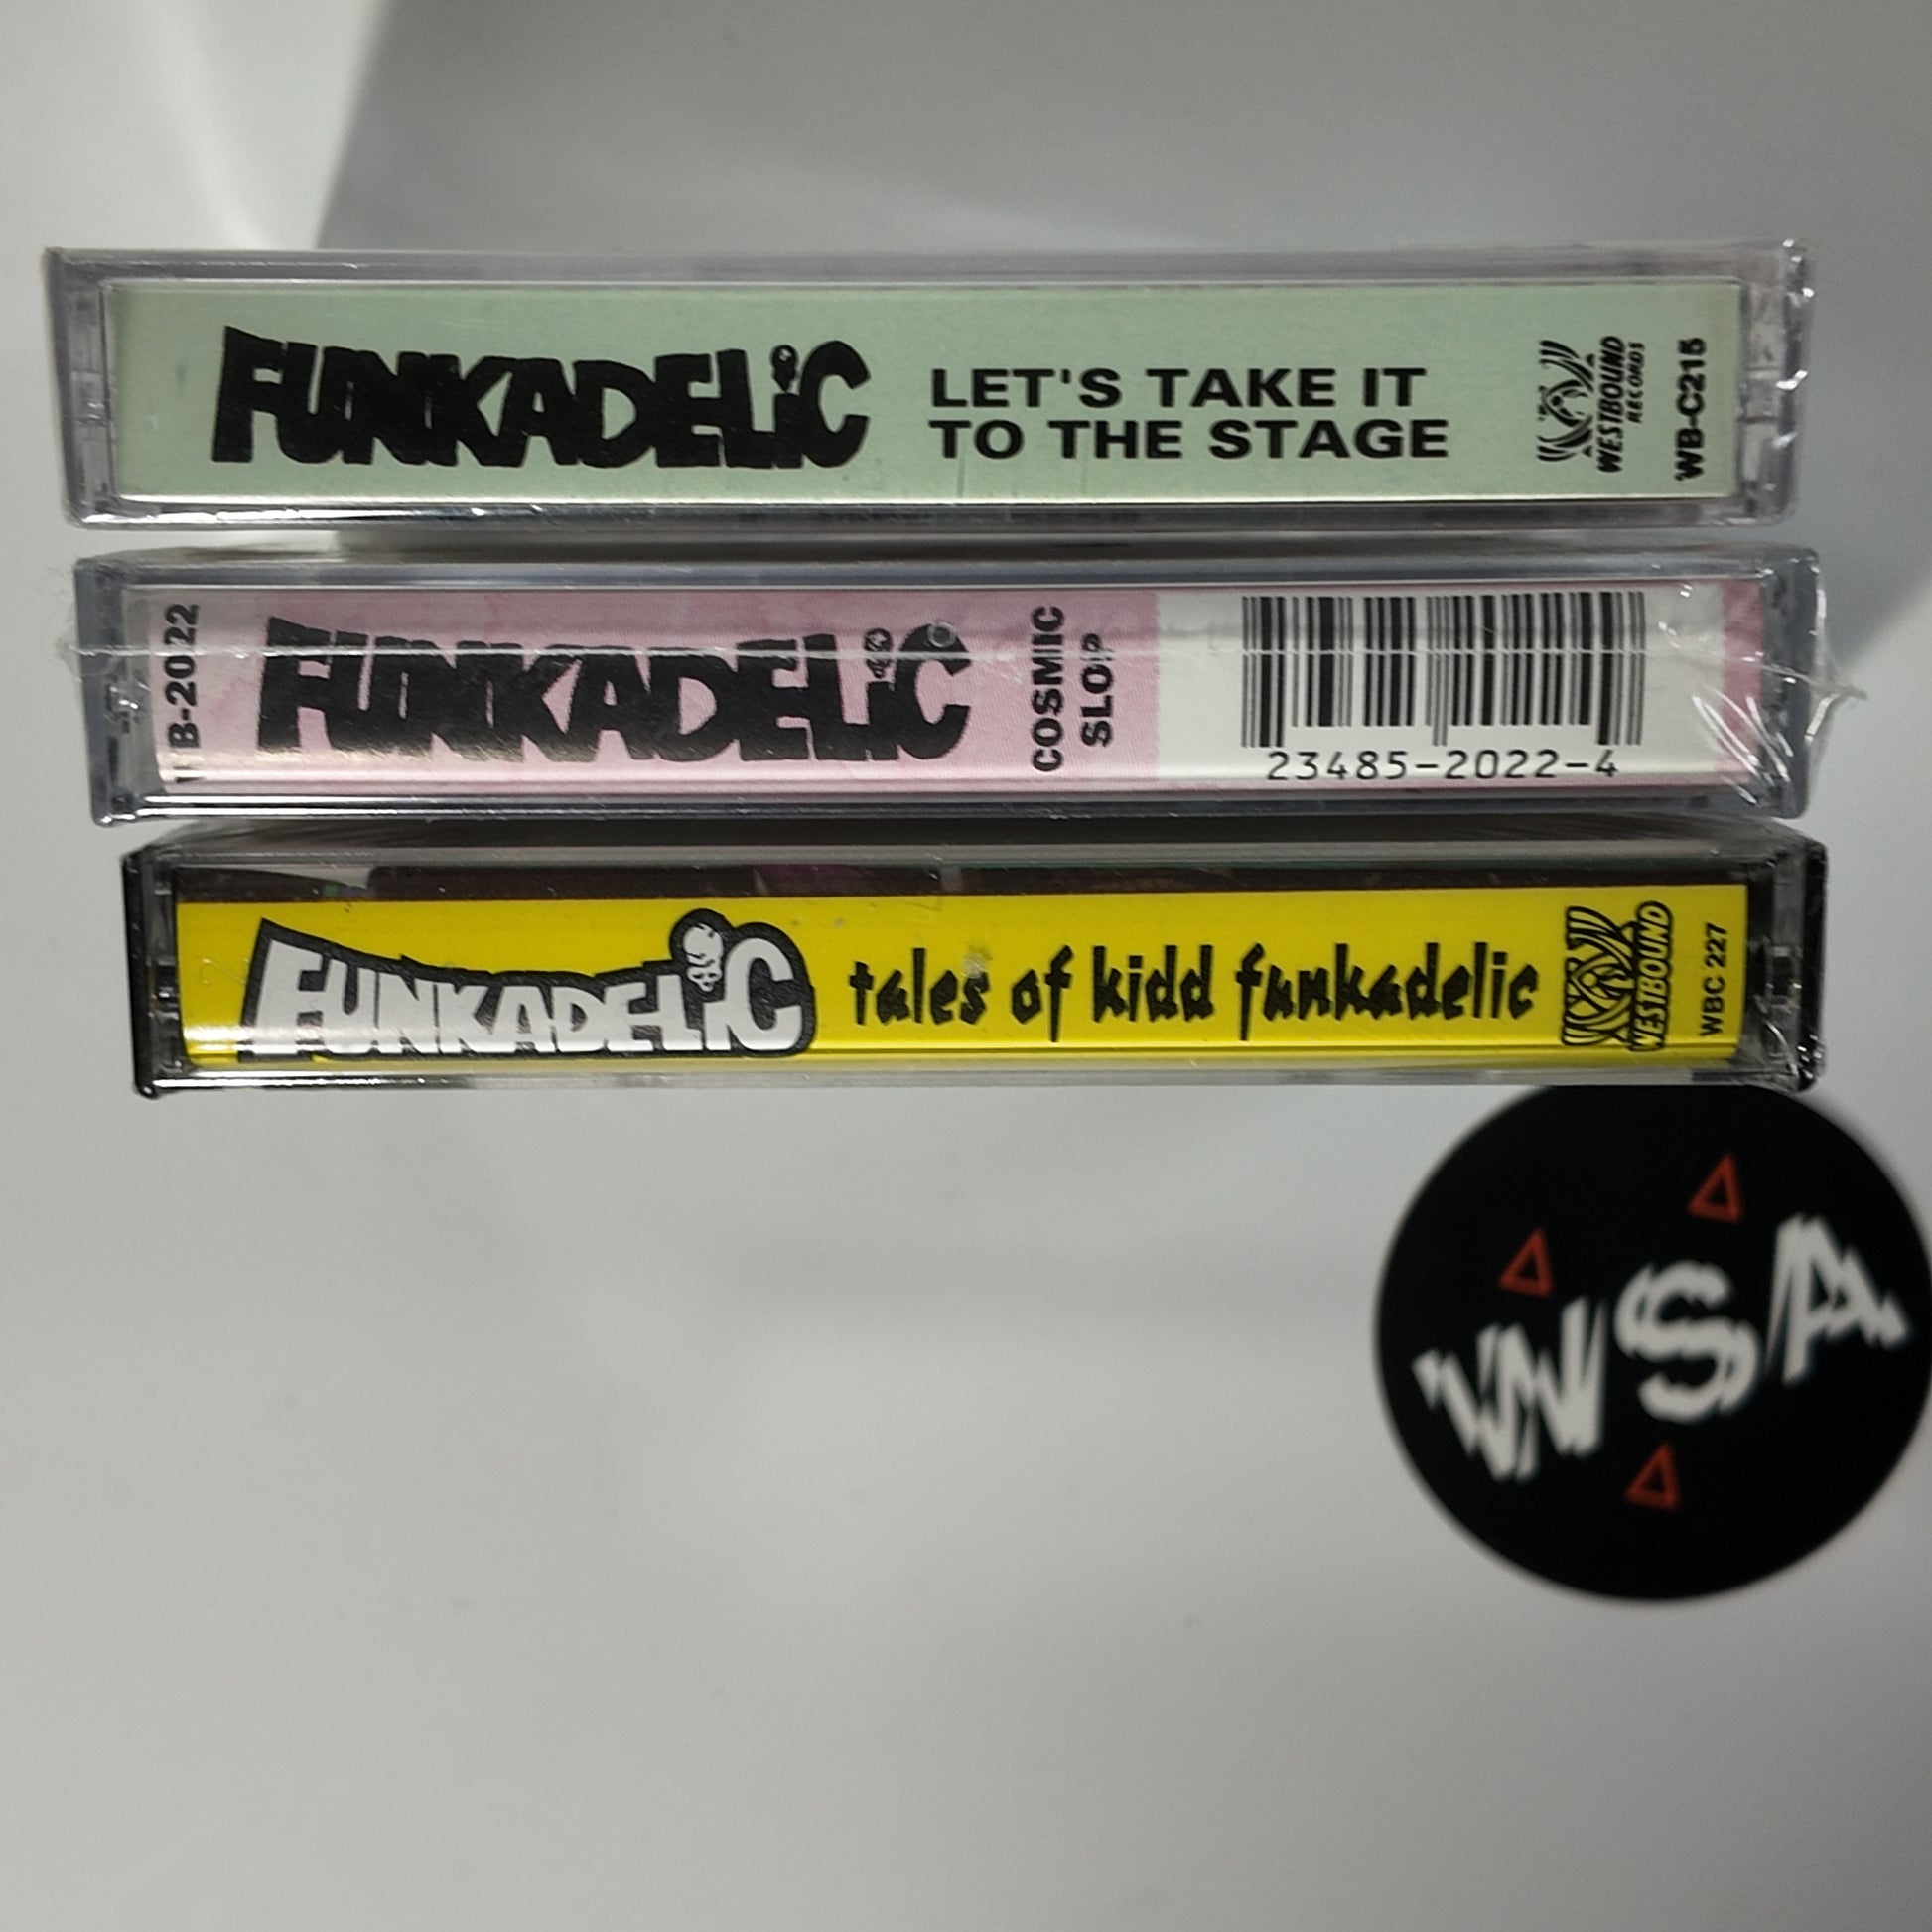 FUNKADELiC
LET'S TAKE IT
TO THE STAGE
WESTBOUND
RECORDS
WB-C215
B-2022
FUNKADELiC
COSMIC
SLOP
23485-2022-4
FUNKADELiC
tales of kidd funkadelic
WESTBOUND
WBC 227
WSA